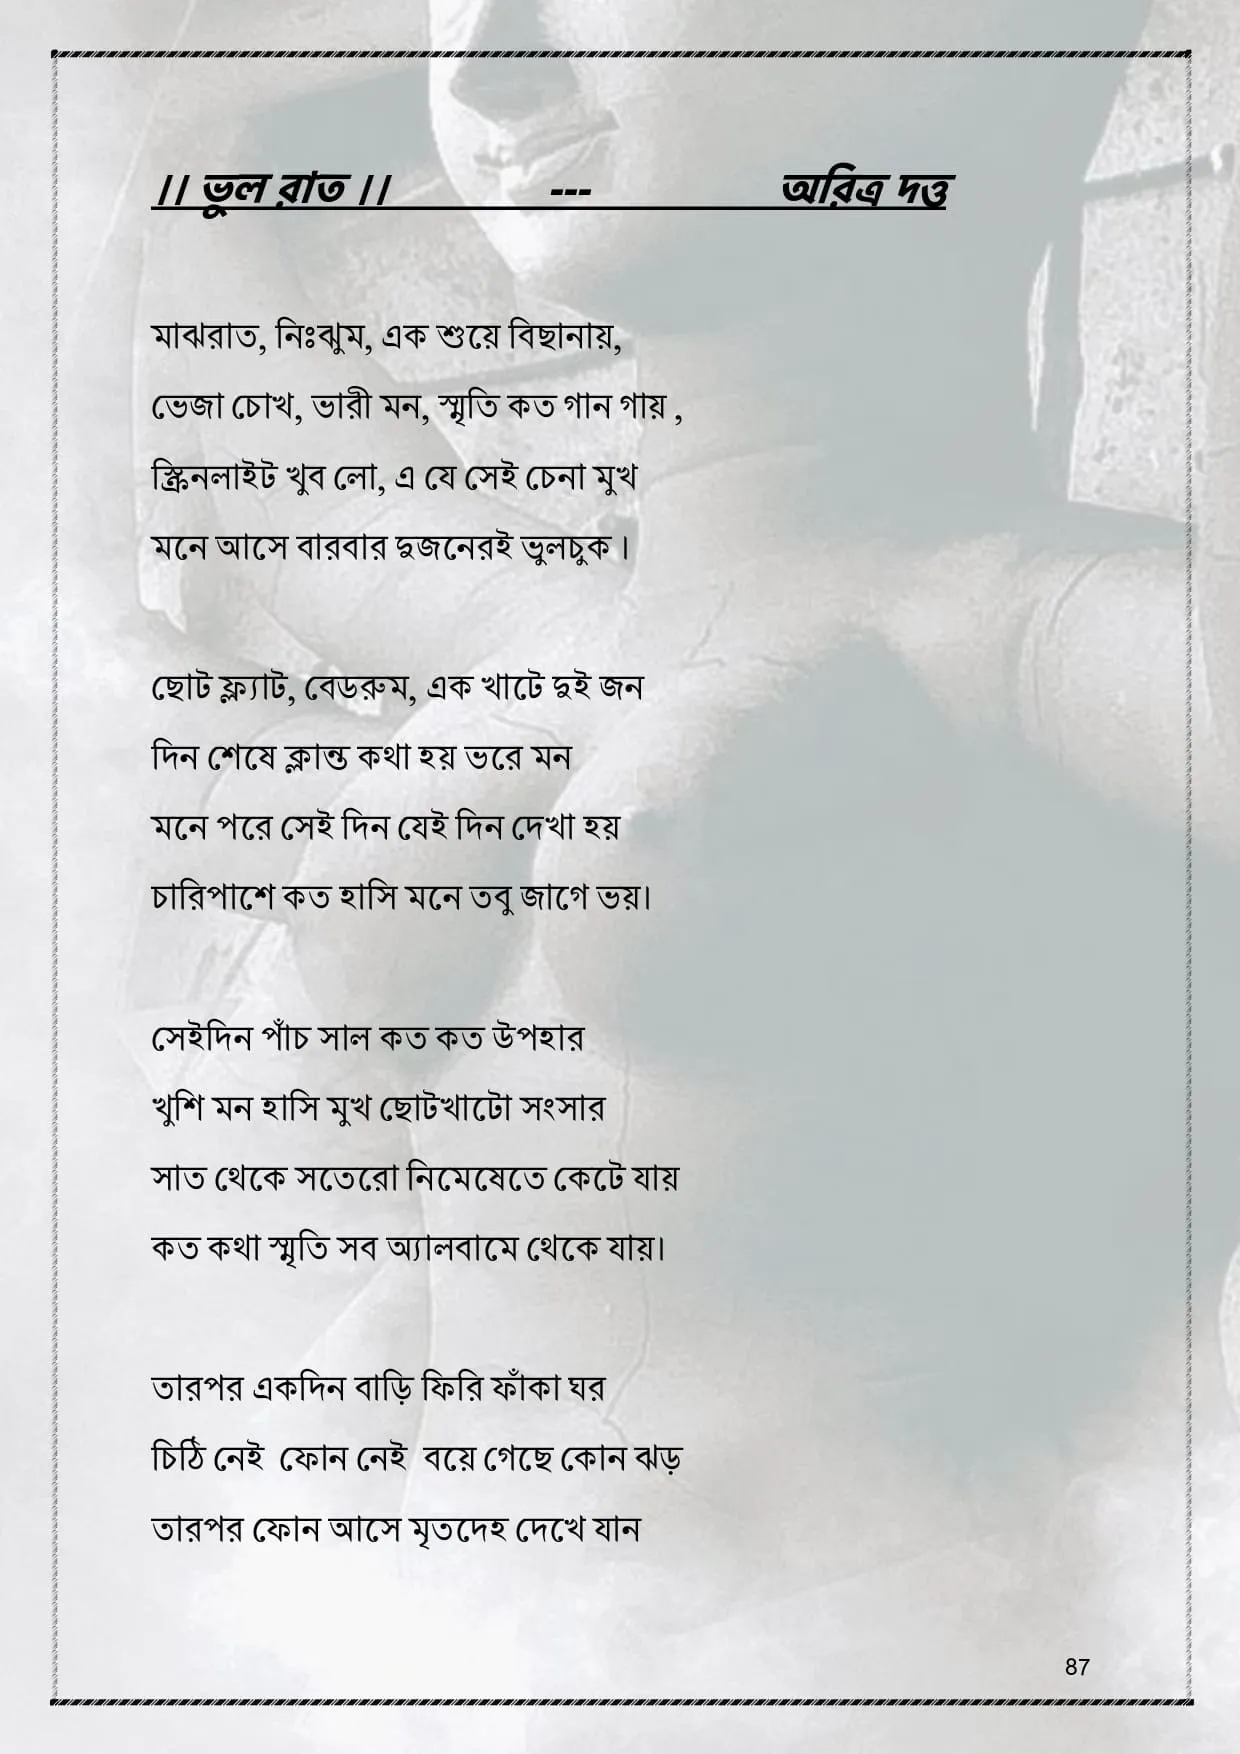 ।। ভুল রাত ।। --- অরিত্র দত্ত
মাঝরাত, নিঃঝুম, এক শুয়ে বিছানায়,
ভেজা চোখ, ভারী মন, স্মৃতি কত গান গায় ,
স্ক্রিনলাইট খুব লো, এ যে সেই চেনা মুখ
মনে আসে বারবার দুজনেরই ভুলচুক ।
ছোট ফ্ল্যাট, বেডরুম, এক খাটে দুই জন
দিন শেষে ক্লান্ত কথা হয় ভরে মন
মনে পরে সেই দিন যেই দিন দেখা হয়
চারিপাশে কত হাসি মনে তবু জাগে ভয়।
সেইদিন পাঁচ সাল কত কত উপহার
খুশি মন হাসি মুখ ছোটখাটো সংসার
সাত থেকে সতেরো নিমেষেতে কেটে যায়
কত কথা স্মৃতি সব অ্যালবামে থেকে যায়।
তারপর একদিন বাড়ি ফিরি ফাঁকা ঘর
চিঠি নেই ফোন নেই বয়ে গেছে কোন ঝড়
তারপর ফোন আসে মৃতদেহ দেখে যান
87